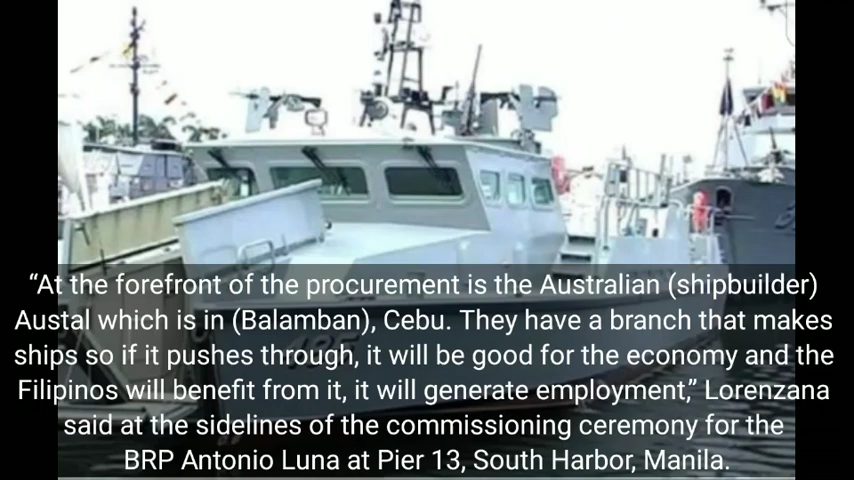 “At the forefront of the procurement is the Australian (shipbuilder)
Austal which is in (Balamban), Cebu. They have a branch that makes
ships so if it pushes through, it will be good for the economy and the
Filipinos will benefit from it, it will generate employment,” Lorenzana
said at the sidelines of the commissioning ceremony for the
BRP Antonio Luna at Pier 13, South Harbor, Manila.